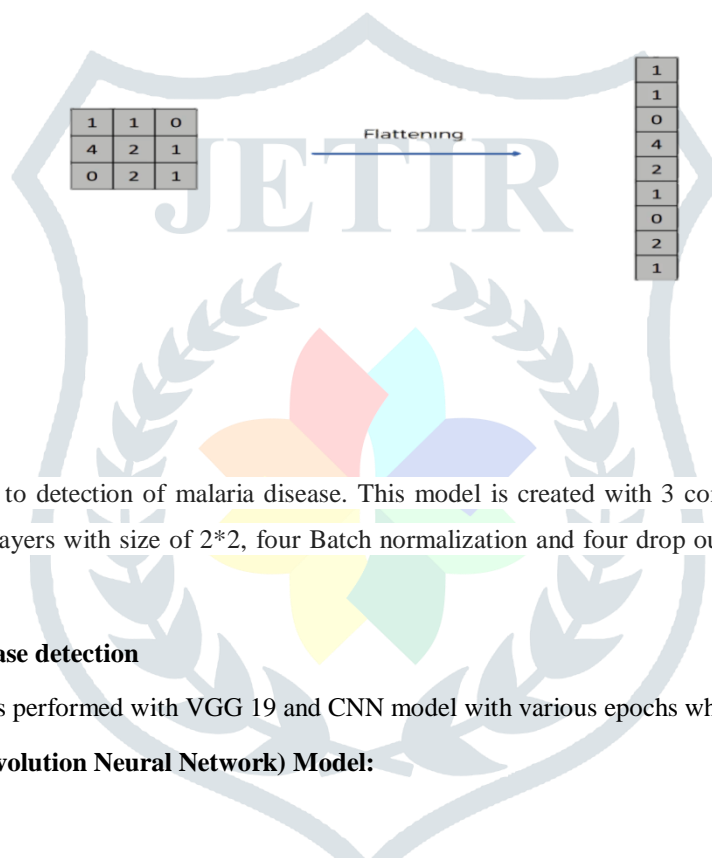 1 1 0
4 2 1
0 2 1
Flattening
1
1
0
4
2
1
0
2
1
JETIR
to detection of malaria disease. This model is created with 3
ayers with size of 2*2, four Batch normalization and four drop
ase detection
s performed with VGG 19 and CNN model with various epochs
volution Neural Network) Model: